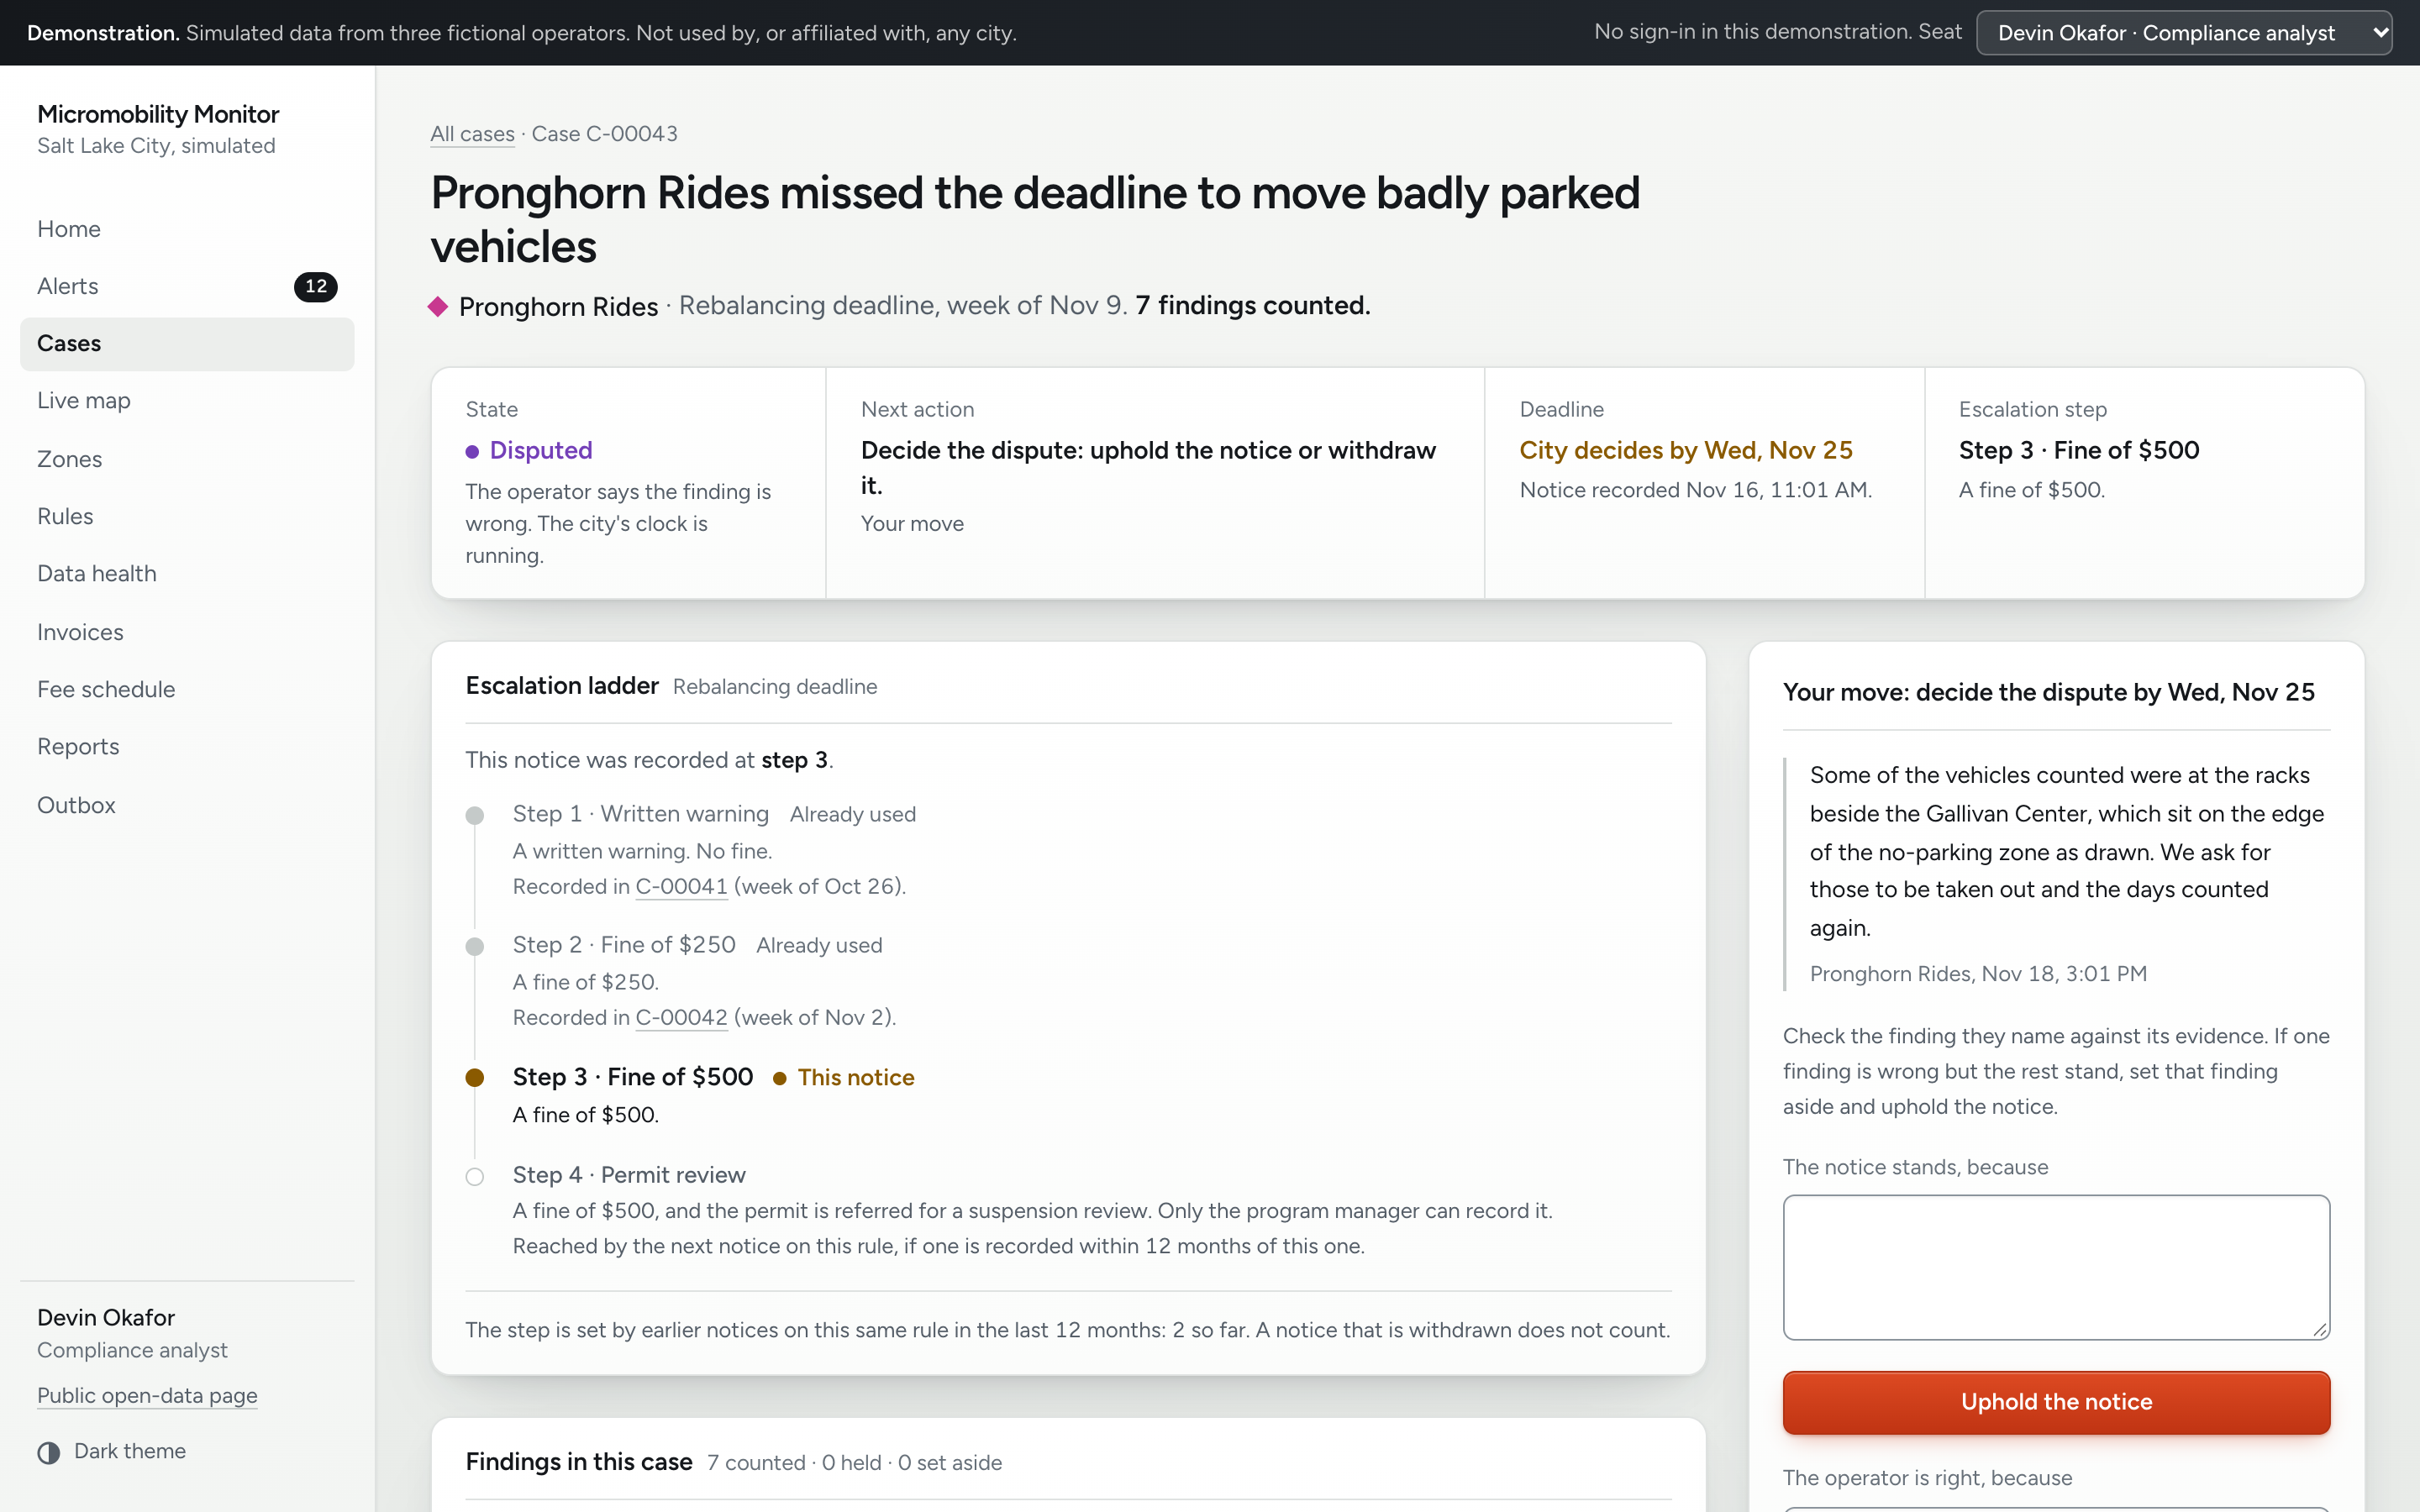 Demonstration. Simulated data from three fictional operators. Not used by, or affiliated with, any city.
No sign-in in this demonstration. Seat
Devin Okafor · Compliance analyst
Micromobility Monitor
Salt Lake City, simulated
Home
Alerts
12
Cases
Live map
Zones
Rules
Data health
Invoices
Fee schedule
Reports
Outbox
Devin Okafor
Compliance analyst
Public open-data page
Dark theme
All cases · Case C-00043
Pronghorn Rides missed the deadline to move badly parked
vehicles
Pronghorn Rides · Rebalancing deadline, week of Nov 9. 7 findings counted.
State
Disputed
The operator says the finding is
wrong. The city's clock is
running.
Next action
Decide the dispute: uphold the notice or withdraw
it.
Your move
Deadline
City decides by Wed, Nov 25
Notice recorded Nov 16, 11:01 AM.
Escalation step
Step 3 · Fine of $500
A fine of $500.
Escalation ladder Rebalancing deadline
This notice was recorded at step 3.
Step 1 · Written warning Already used
A written warning. No fine.
Recorded in C-00041 (week of Oct 26).
Step 2 · Fine of $250 Already used
A fine of $250.
Recorded in C-00042 (week of Nov 2).
Step 3 · Fine of $500 This notice
A fine of $500.
Step 4 · Permit review
A fine of $500, and the permit is referred for a suspension review. Only the program manager can record it.
Reached by the next notice on this rule, if one is recorded within 12 months of this one.
The step is set by earlier notices on this same rule in the last 12 months: 2 so far. A notice that is withdrawn does not count.
Findings in this case 7 counted · 0 held · 0 set aside
Your move: decide the dispute by Wed, Nov 25
Some of the vehicles counted were at the racks
beside the Gallivan Center, which sit on the edge
of the no-parking zone as drawn. We ask for
those to be taken out and the days counted
again.
Pronghorn Rides, Nov 18, 3:01 PM
Check the finding they name against its evidence. If one
finding is wrong but the rest stand, set that finding
aside and uphold the notice.
The notice stands, because
Uphold the notice
The operator is right, because